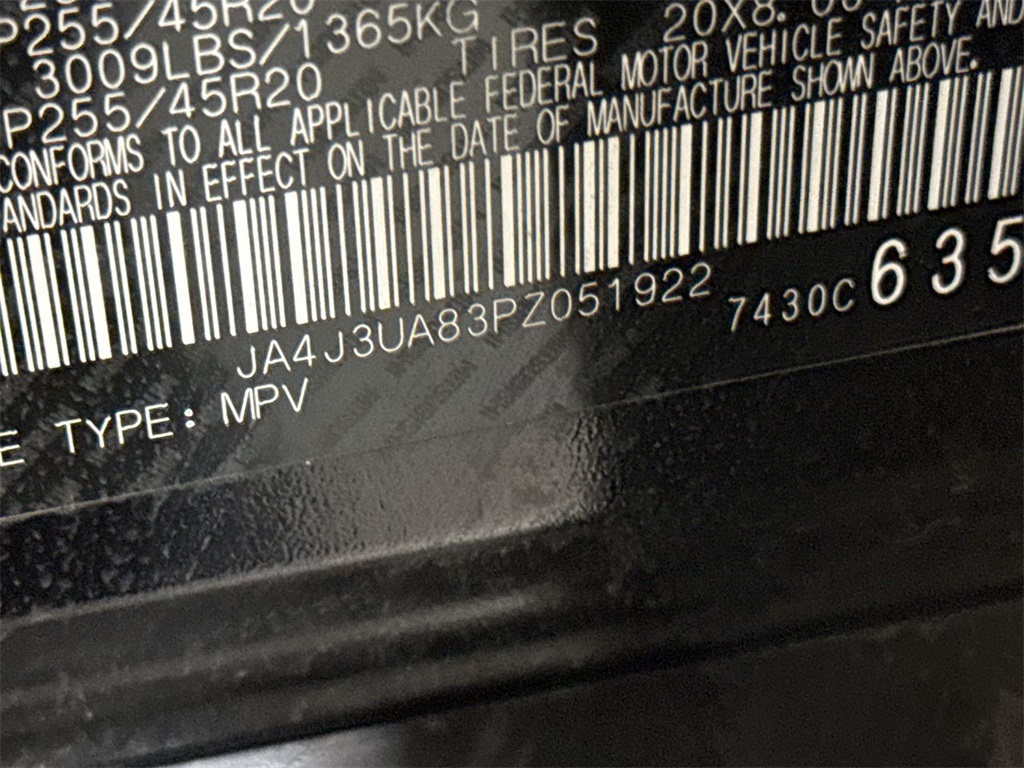 P255/45R20
3009LBS/1365KG
TIRES
P255/45R20
CONFORMS TO ALL APPLICABLE FEDERAL MOTOR VEHICLE SAFETY AND
ANDARDS IN EFFECT ON THE DATE OF MANUFACTURE SHOWN ABOVE.
JA4J3UA83PZ051922
7430C 635
E TYPE: MPV